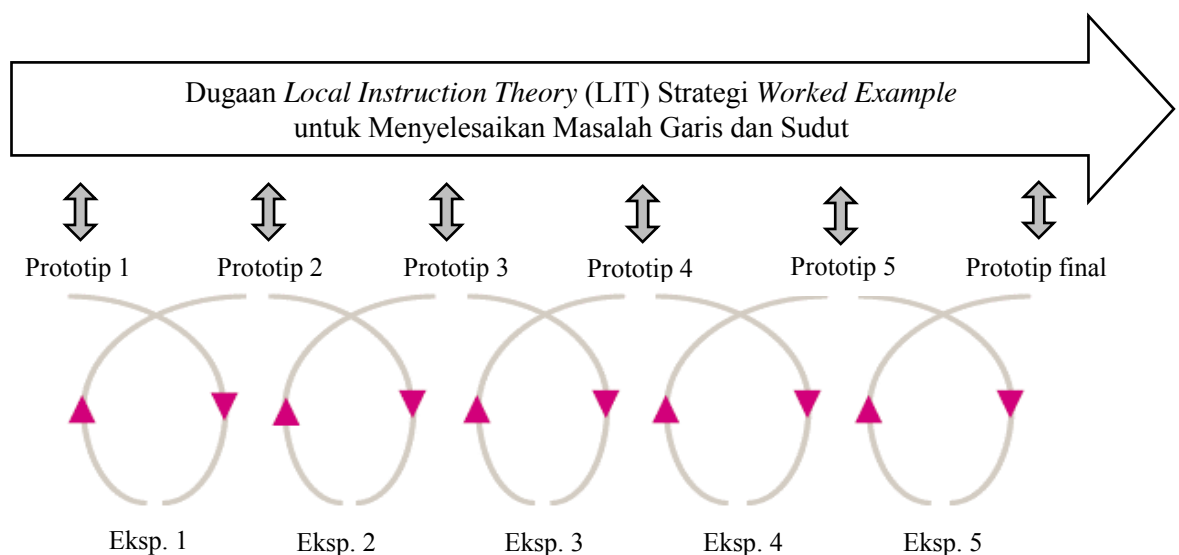 Dugaan Local Instruction Theory (LIT) Strategi Worked Example
untuk Menyelesaikan Masalah Garis dan Sudut
Prototip 1 Prototip 2 Prototip 3 Prototip 4 Prototip 5 Prototip final
Eksp. 1 Eksp. 2 Eksp. 3 Eksp. 4 Eksp. 5